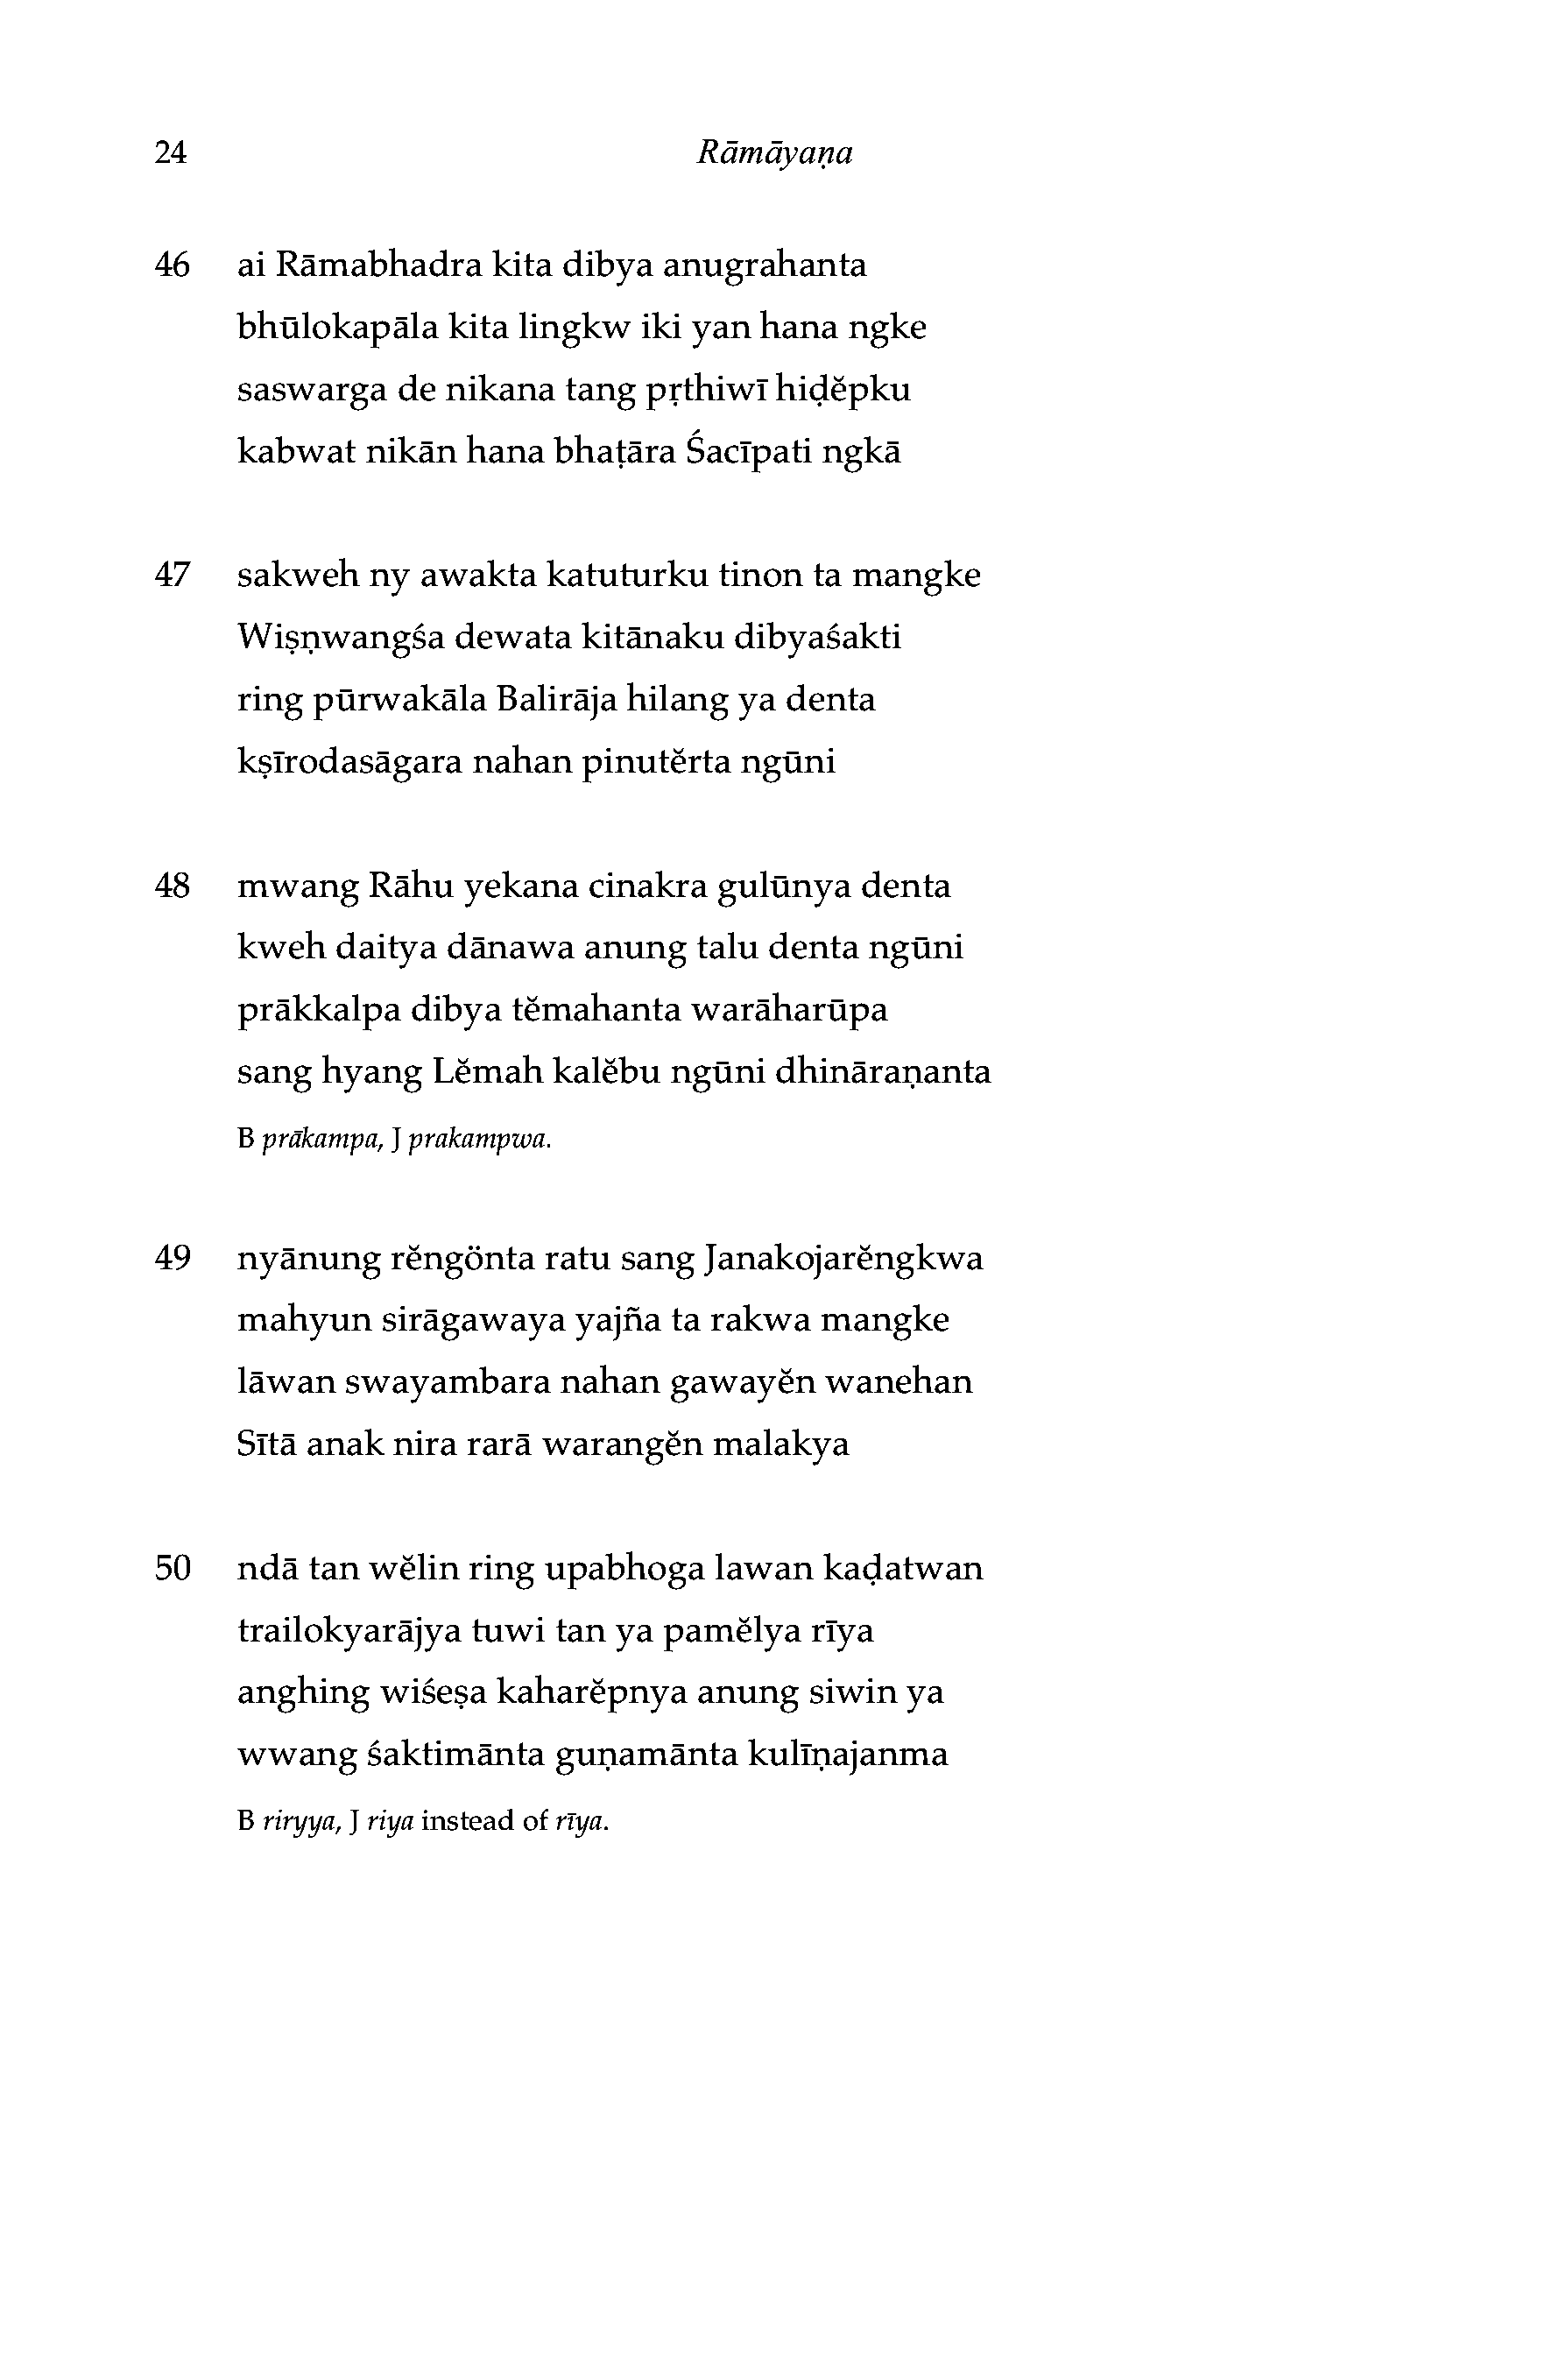 24 Rāmāyaṇa
46 ai Rāmabhadra kita dibya anugrahanta
bhūlokapāla kita lingkw iki yan hana ngke
saswarga de nikana tang pṛthiwī hiḍĕpku
kabwat nikān hana bhaṭāra Śacīpati ngkā
47 sakweh ny awakta katuturku tinon ta mangke
Wiṣṇwangśa dewata kitānaku dibyaśakti
ring pūrwakāla Balirāja hilang ya denta
kṣīrodasāgara nahan pinutĕrta ngūni
48 mwang Rāhu yekana cinakra gulūnya denta
kweh daitya dānawa anung talu denta ngūni
prākkalpa dibya tĕmahanta warāharūpa
sang hyang Lĕmah kalĕbu ngūni dhināraṇanta
B prākampa, J prakampwa.
49 nyānung rĕngönta ratu sang Janakojarĕngkwa
mahyun sirāgawaya yajña ta rakwa mangke
lāwan swayambara nahan gawayĕn wanehan
Sītā anak nira rarā warangĕn malakya
50 ndā tan wĕlin ring upabhoga lawan kaḍatwan
trailokyarājya tuwi tan ya pamĕlya rīya
anghing wiśeṣa kaharĕpnya anung siwin ya
wwang śaktimānta guṇamānta kulīṇajanma
B riryya, J riya instead of rīya.